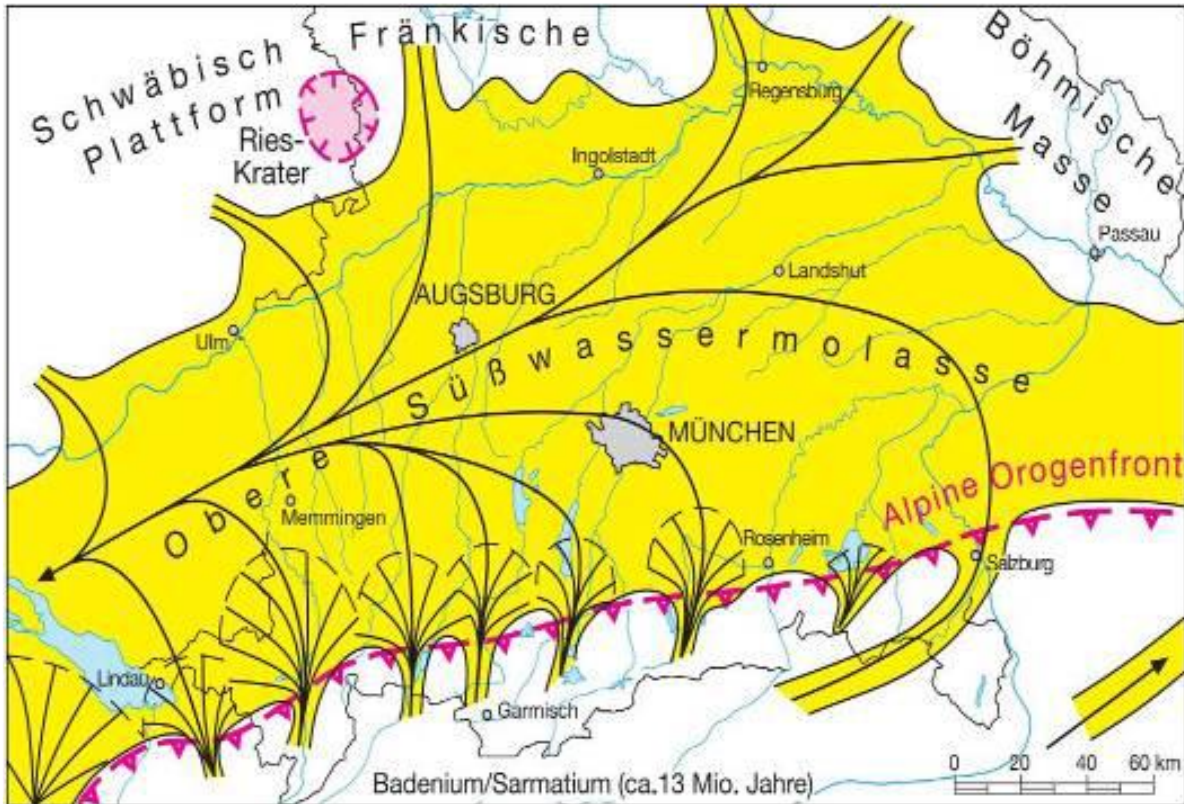 Schwäbisch
Fränkische
Plattform
Böhmische
Masse
Ries-
Krater
Regensburg
Ingolstadt
Passau
Landshut
AUGSBURG
Ulm
Obere Süßwassermolasse
MÜNCHEN
Memmingen
Alpine Orogenfront
Rosenheim
Salzburg
Lindau
Garmisch
Badenium/Sarmatium (ca.13 Mio. Jahre)
0 20 40 60 km